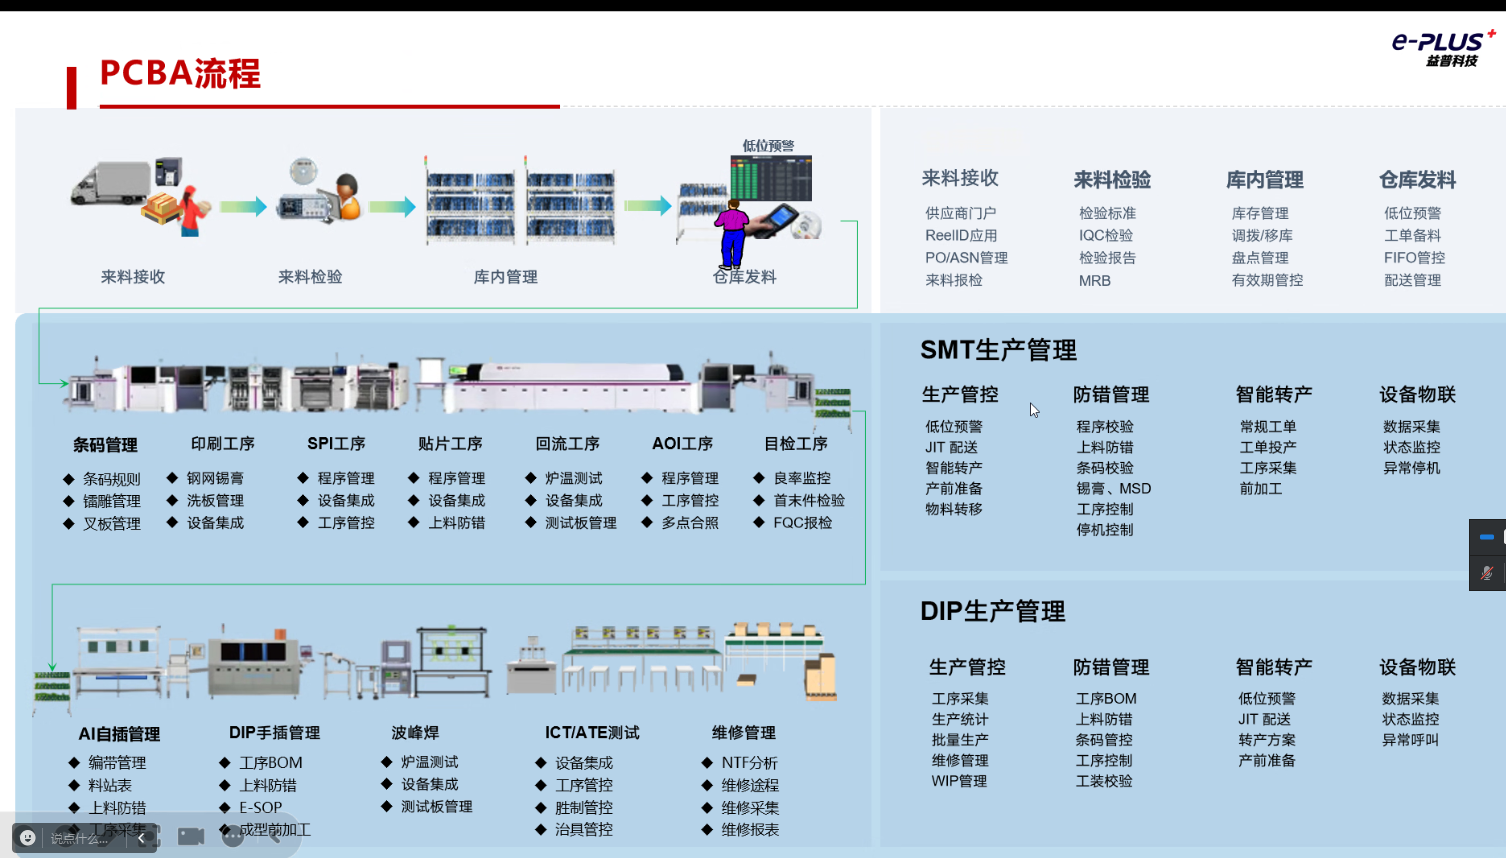 e-PLUS+
益普科技
PCBA流程
低位预警
来料接收
来料检验
库内管理
仓库发料
来料接收
供应商门户
ReelID应用
PO/ASN管理
来料报检
来料检验
检验标准
IQC检验
检验报告
MRB
库内管理
库存管理
调拨/移库
盘点管理
有效期管控
仓库发料
低位预警
工单备料
FIFO管控
配送管理
条码管理
◆ 条码规则
◆ 镭雕管理
◆ 叉板管理
印刷工序
◆ 钢网锡膏
◆ 洗板管理
◆ 设备集成
SPI工序
◆ 程序管理
◆ 设备集成
◆ 工序管控
贴片工序
◆ 程序管理
◆ 设备集成
◆ 上料防错
回流工序
◆ 炉温测试
◆ 设备集成
◆ 测试板管理
AOI工序
◆ 程序管理
◆ 工序管控
◆ 多点合照
目检工序
◆ 良率监控
◆ 首末件检验
◆ FQC报检
SMT生产管理
生产管控
低位预警
JIT 配送
智能转产
产前准备
物料转移
防错管理
程序校验
上料防错
条码校验
锡膏、MSD
工序控制
停机控制
智能转产
常规工单
工单投产
工序采集
前加工
设备物联
数据采集
状态监控
异常停机
AI自插管理
◆ 编带管理
◆ 料站表
◆ 上料防错
◆ 工序采集
DIP手插管理
◆ 工序BOM
◆ 上料防错
◆ E-SOP
◆ 成型前加工
波峰焊
◆ 炉温测试
◆ 设备集成
◆ 测试板管理
ICT/ATE测试
◆ 设备集成
◆ 工序管控
◆ 胜制管控
◆ 治具管控
维修管理
◆ NTF分析
◆ 维修途程
◆ 维修采集
◆ 维修报表
DIP生产管理
生产管控
工序采集
生产统计
批量生产
维修管理
WIP管理
防错管理
工序BOM
上料防错
条码管控
工序控制
工装校验
智能转产
低位预警
JIT 配送
转产方案
产前准备
设备物联
数据采集
状态监控
异常呼叫
说点什么...